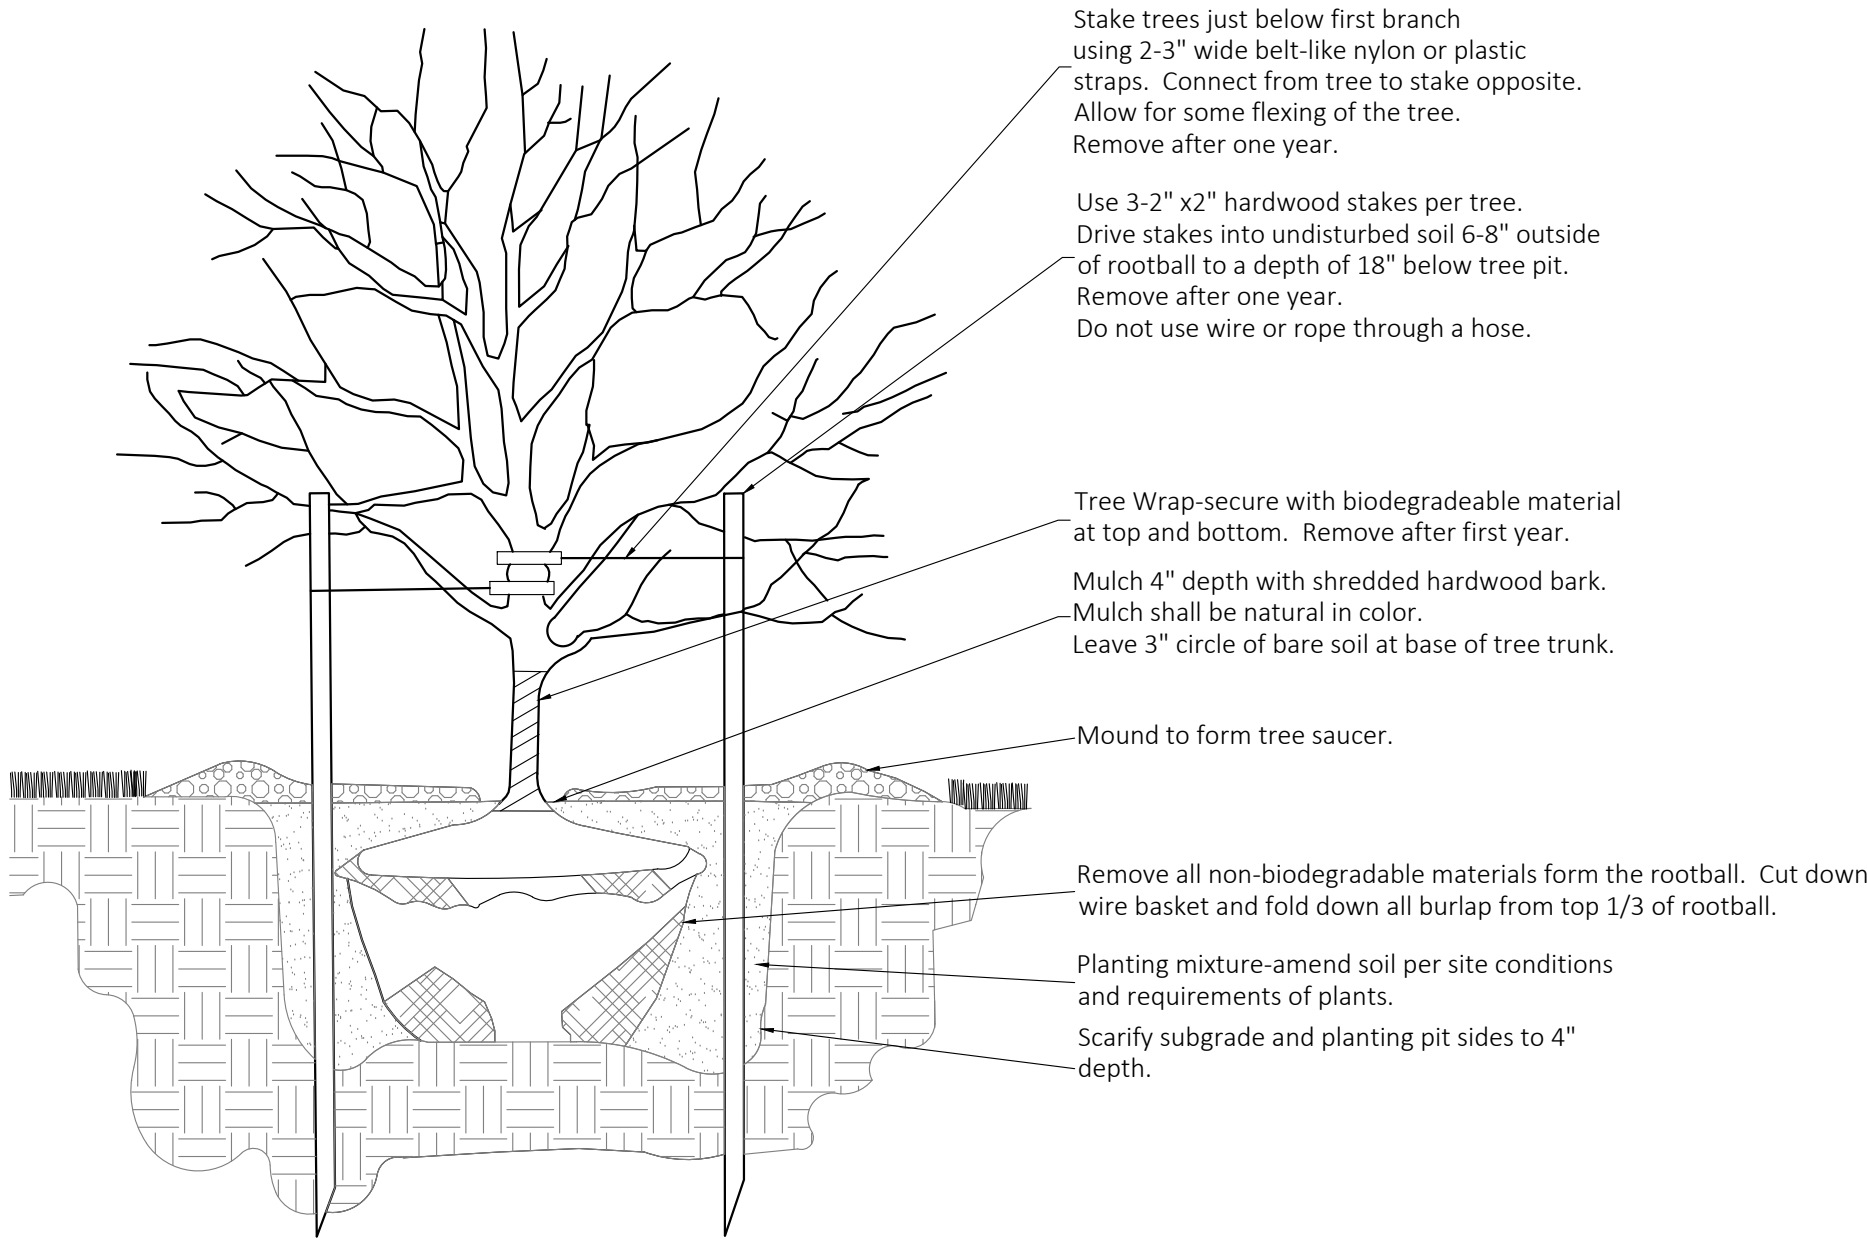 Stake trees just below first branch
using 2-3" wide belt-like nylon or plastic
straps.  Connect from tree to stake opposite.
Allow for some flexing of the tree.
Remove after one year.
Use 3-2" x2" hardwood stakes per tree.
Drive stakes into undisturbed soil 6-8" outside
of rootball to a depth of 18" below tree pit.
Remove after one year.
Do not use wire or rope through a hose.
Tree Wrap-secure with biodegradeable material
at top and bottom.  Remove after first year.
Mulch 4" depth with shredded hardwood bark.
Mulch shall be natural in color.
Leave 3" circle of bare soil at base of tree trunk.
Mound to form tree saucer.
Remove all non-biodegradable materials form the rootball.  Cut down
wire basket and fold down all burlap from top 1/3 of rootball.
Planting mixture-amend soil per site conditions
and requirements of plants.
Scarify subgrade and planting pit sides to 4"
depth.